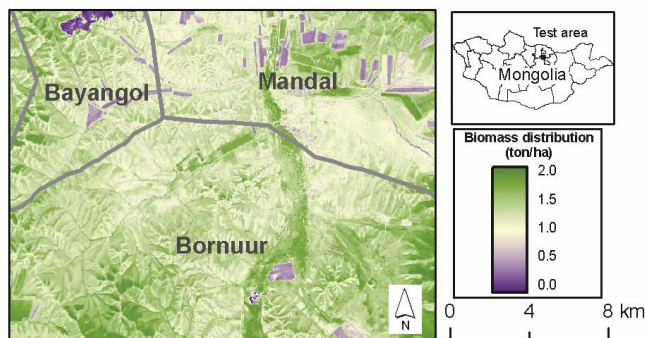 Bayangol
Mandal
Bornuur
N
Test area
Mongolia
Biomass distribution
(ton/ha)
2.0
1.5
1.0
0.5
0.0
0 4 8 km